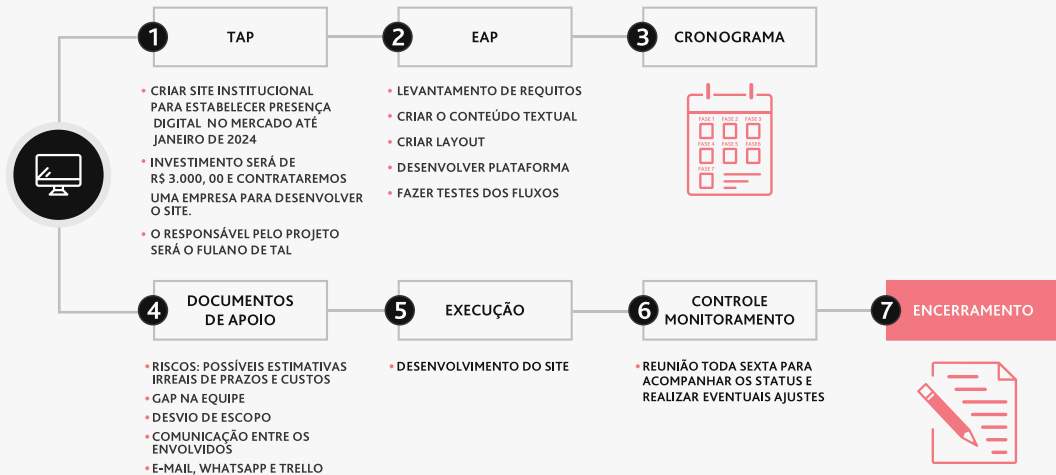 1 TAP
CRIAR SITE INSTITUCIONAL
PARA ESTABELECER PRESENÇA
DIGITAL NO MERCADO ATÉ
JANEIRO DE 2024
INVESTIMENTO SERÁ DE
R$ 3.000, 00 E CONTRATAREMOS
UMA EMPRESA PARA DESENVOLVER
O SITE.
O RESPONSÁVEL PELO PROJETO
SERÁ O FULANO DE TAL
2 EAP
LEVANTAMENTO DE REQUITOS
CRIAR O CONTEÚDO TEXTUAL
CRIAR LAYOUT
DESENVOLVER PLATAFORMA
FAZER TESTES DOS FLUXOS
3 CRONOGRAMA
FASE 1 FASE 2 FASE 3
FASE 4 FASE 5 FASE6
FASE 7
4 DOCUMENTOS
DE APOIO
RISCOS: POSSÍVEIS ESTIMATIVAS
IRREAIS DE PRAZOS E CUSTOS
GAP NA EQUIPE
DESVIO DE ESCOPO
COMUNICAÇÃO ENTRE OS
ENVOLVIDOS
E-MAIL, WHATSAPP E TRELLO
5 EXECUÇÃO
DESENVOLVIMENTO DO SITE
6 CONTROLE
MONITORAMENTO
REUNIÃO TODA SEXTA PARA
ACOMPANHAR OS STATUS E
REALIZAR EVENTUAIS AJUSTES
7 ENCERRAMENTO